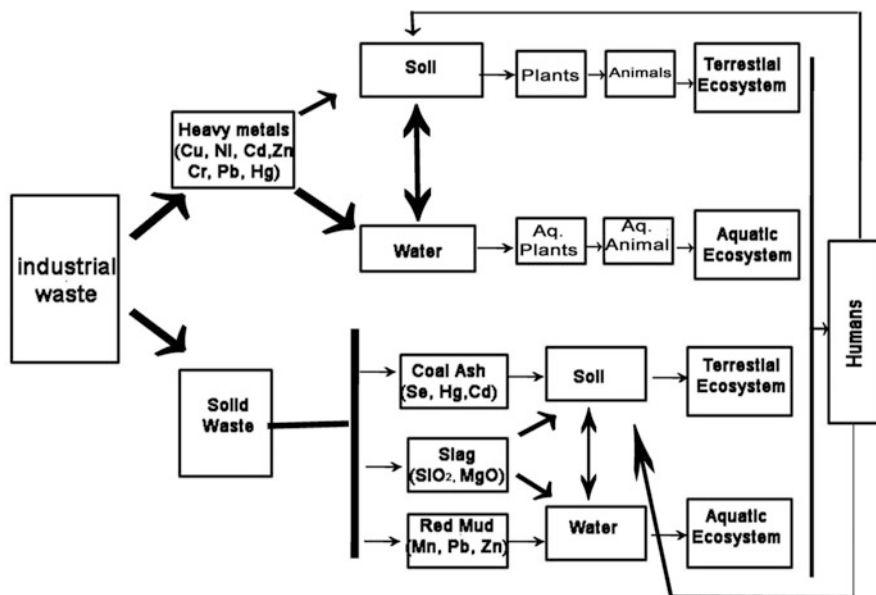 industrial
waste
Heavy metals
(Cu, Ni, Cd,Zn
Cr, Pb, Hg)
Soil
Plants
Animals
Terrestial
Ecosystem
Water
Aq.
Plants
Aq.
Animal
Aquatic
Ecosystem
Solid
Waste
Coal Ash
(Se, Hg,Cd)
Soil
Terrestial
Ecosystem
Slag
(SiO₂, MgO)
Red Mud
(Mn, Pb, Zn)
Water
Aquatic
Ecosystem
Humans